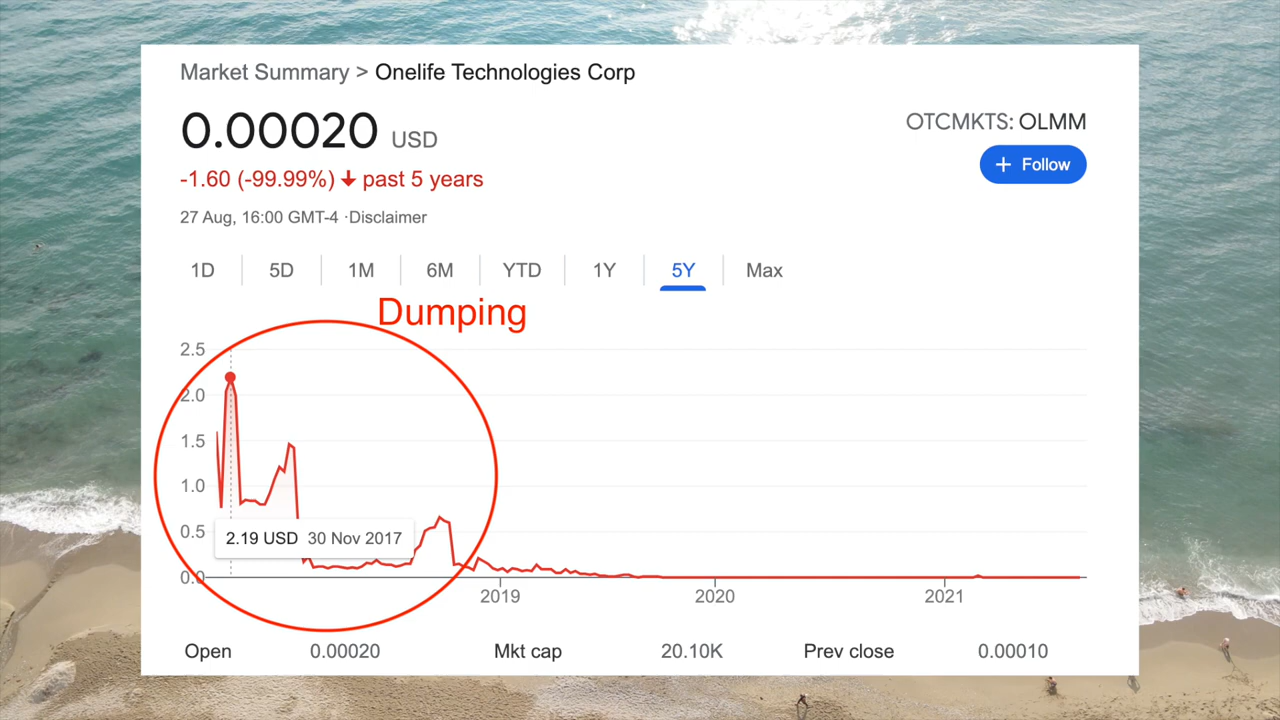 Market Summary > Onelife Technologies Corp
0.00020 USD
OTCMKTS: OLMM
+ Follow
-1.60 (-99.99%) ↓ past 5 years
27 Aug, 16:00 GMT-4 ·Disclaimer
1D 5D 1M 6M YTD 1Y 5Y Max
Dumping
2.5
2.0
1.5
1.0
0.5
2.19 USD 30 Nov 2017
0.0
2019 2020 2021
Open 0.00020 Mkt cap 20.10K Prev close 0.00010